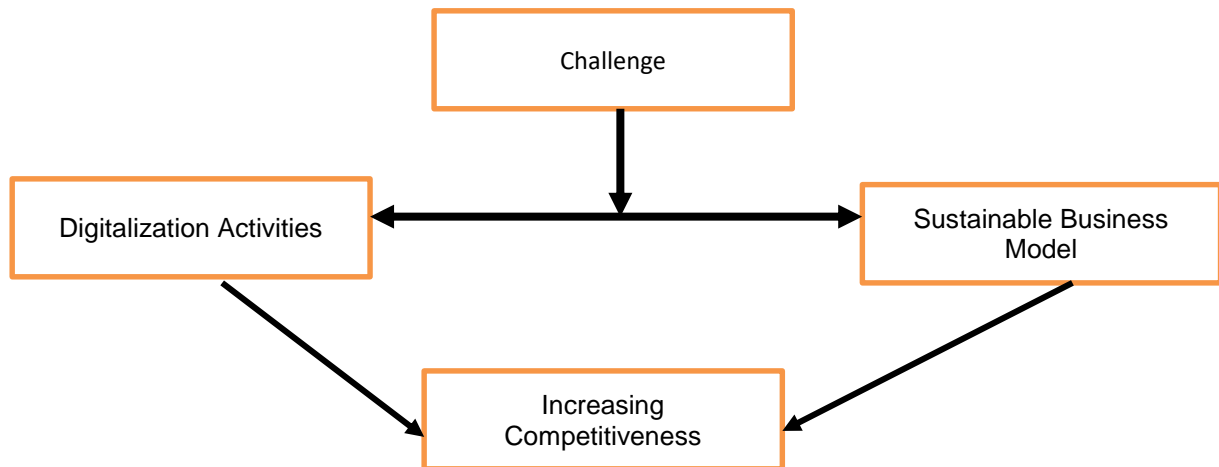 Challenge
Digitalization Activities
Sustainable Business
Model
Increasing
Competitiveness